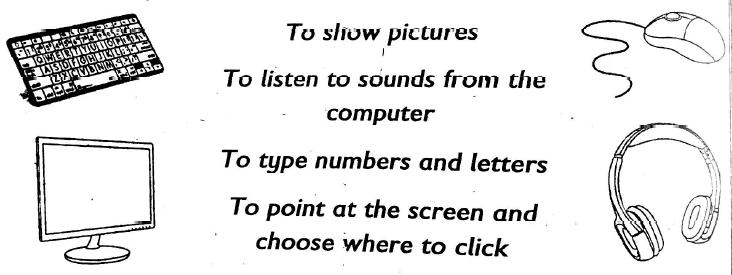 To show pictures
To listen to sounds from the
computer
To type numbers and letters
To point at the screen and
choose where to click